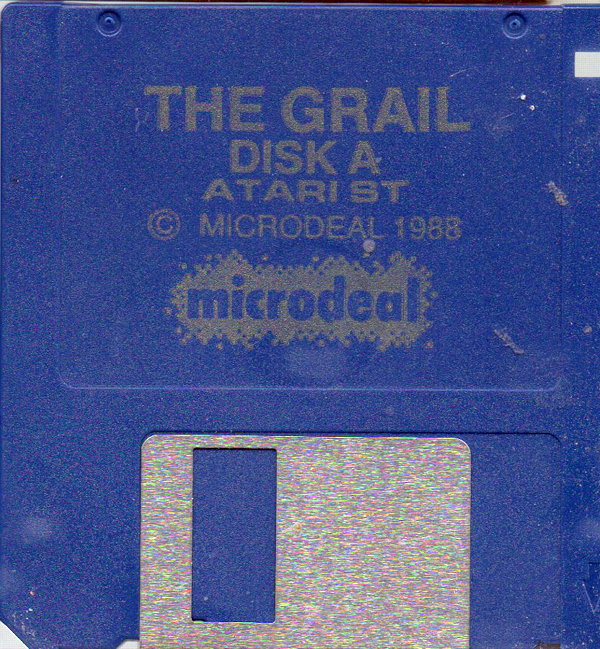 THE GRAIL
DISK A
ATARI ST
© MICRODEAL 1988
microdeal